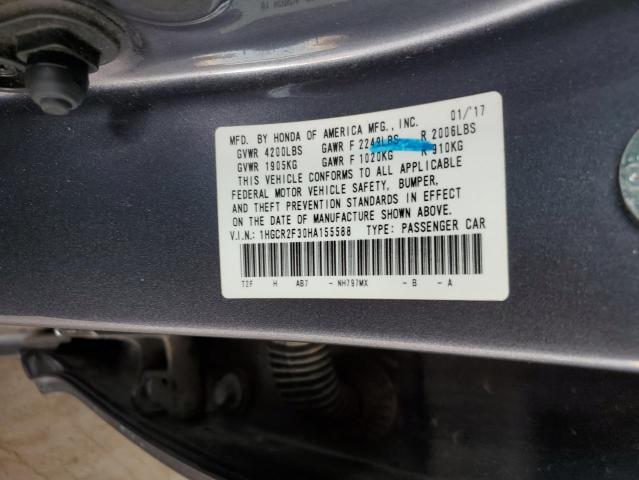 MFD. BY HONDA OF AMERICA MFG., INC. 01/'17
GVWR 4200LBS GAWR F 2249LBS R 2006LBS
GVWR 1905KG GAWR F 1020KG R 910KG
THIS VEHICLE CONFORMS TO ALL APPLICABLE
FEDERAL MOTOR VEHICLE SAFETY, BUMPER,
AND THEFT PREVENTION STANDARDS IN EFFECT
ON THE DATE OF MANUFACTURE SHOWN ABOVE.
V.I.N.: 1HGCR2F30HA155588 TYPE: PASSENGER CAR
T2F H AB7 - NH797MX - B - A